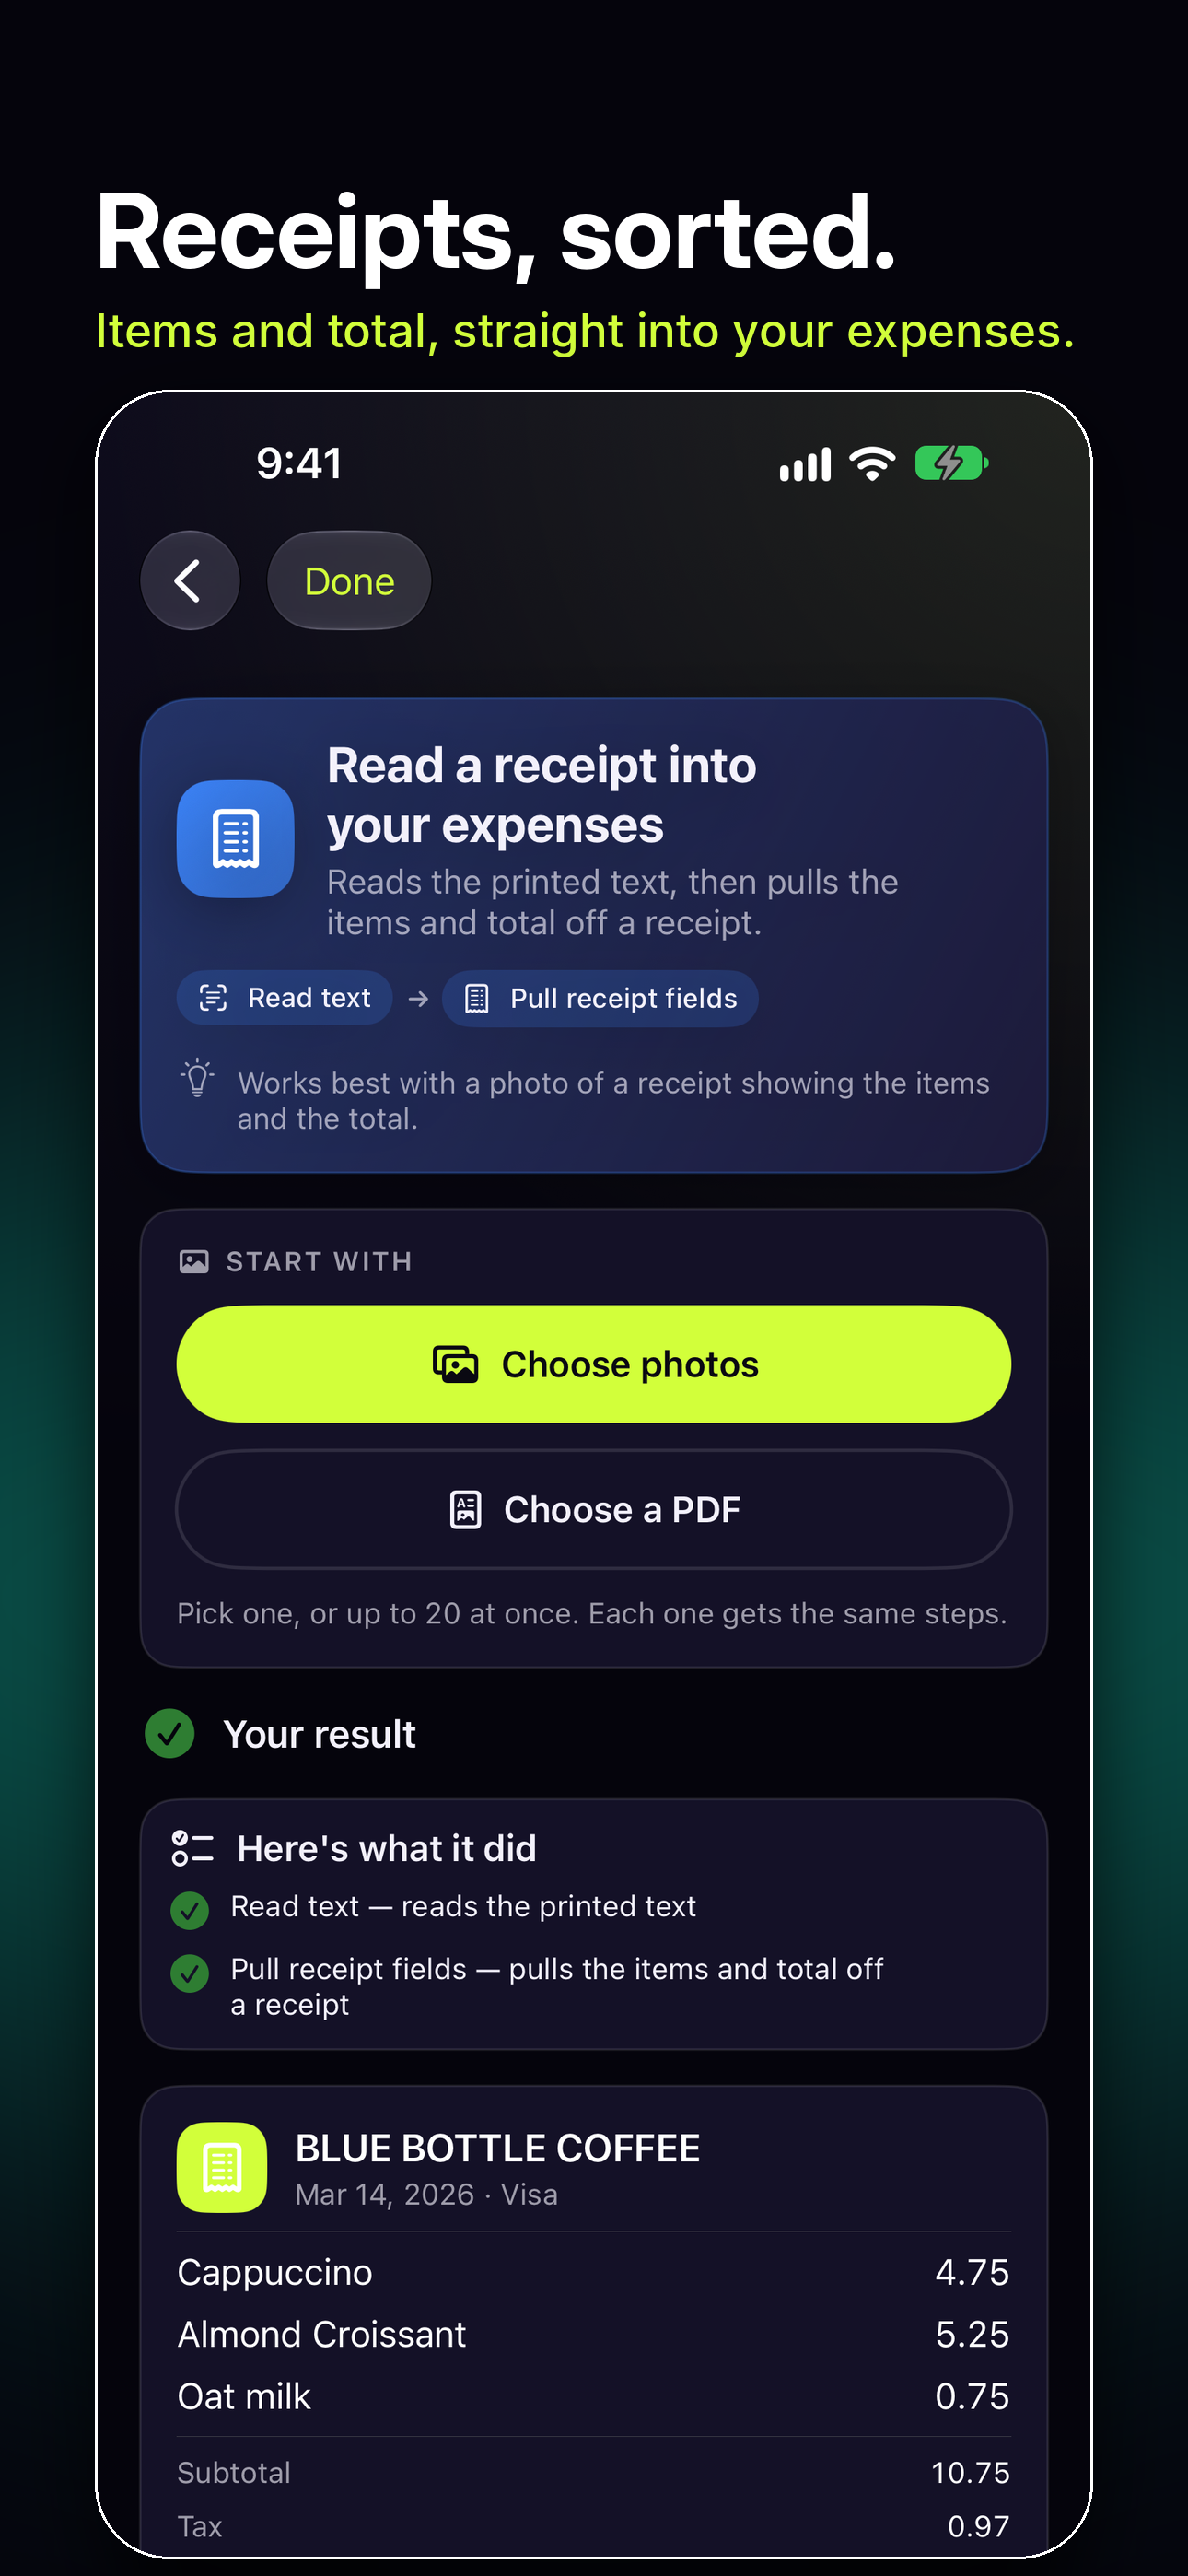 Receipts, sorted.
Items and total, straight into your expenses.
9:41
Done
Read a receipt into
your expenses
Reads the printed text, then pulls the
items and total off a receipt.
Read text → Pull receipt fields
Works best with a photo of a receipt showing the items
and the total.
START WITH
Choose photos
Choose a PDF
Pick one, or up to 20 at once. Each one gets the same steps.
Your result
Here's what it did
Read text — reads the printed text
Pull receipt fields — pulls the items and total off
a receipt
BLUE BOTTLE COFFEE
Mar 14, 2026 · Visa
Cappuccino 4.75
Almond Croissant 5.25
Oat milk 0.75
Subtotal 10.75
Tax 0.97